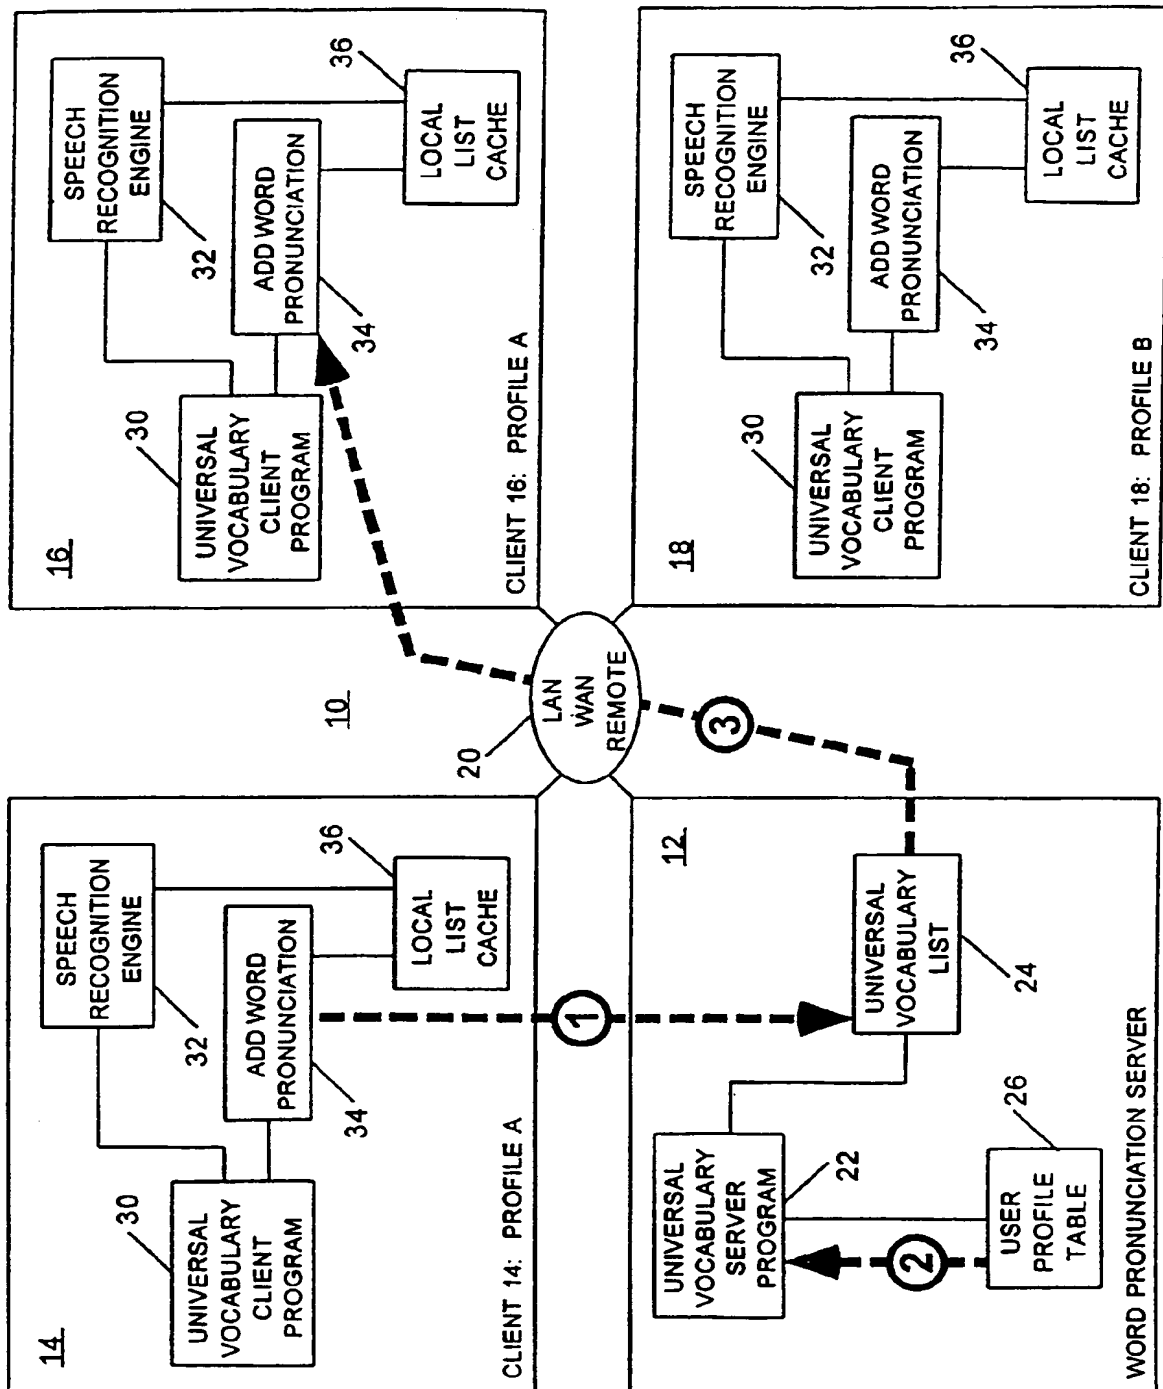 14
30
UNIVERSAL
VOCABULARY
CLIENT
PROGRAM
SPEECH
RECOGNITION
ENGINE
32
ADD WORD
PRONUNCIATION
34
36
LOCAL
LIST
CACHE
CLIENT 14: PROFILE A
16
30
UNIVERSAL
VOCABULARY
CLIENT
PROGRAM
SPEECH
RECOGNITION
ENGINE
32
ADD WORD
PRONUNCIATION
34
36
LOCAL
LIST
CACHE
CLIENT 16: PROFILE A
10
20
LAN
WAN
REMOTE
1
3
12
UNIVERSAL
VOCABULARY
SERVER
PROGRAM
22
UNIVERSAL
VOCABULARY
LIST
24
2
USER
PROFILE
TABLE
26
WORD PRONUNCIATION SERVER
18
30
UNIVERSAL
VOCABULARY
CLIENT
PROGRAM
SPEECH
RECOGNITION
ENGINE
32
ADD WORD
PRONUNCIATION
34
36
LOCAL
LIST
CACHE
CLIENT 18: PROFILE B